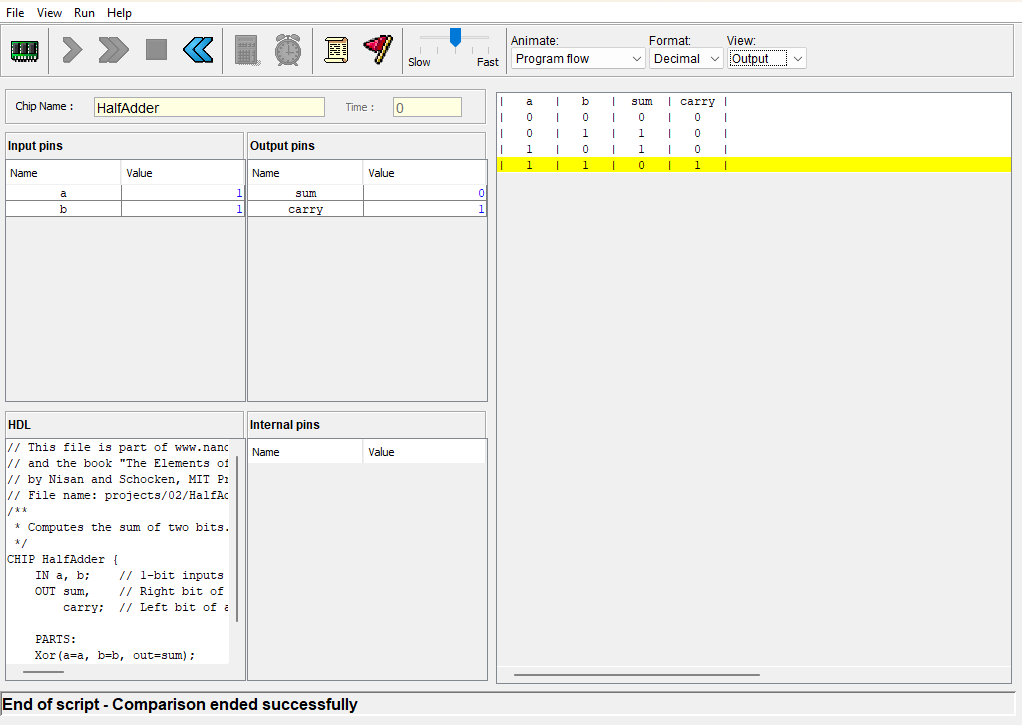 File View Run Help
Slow Fast
Animate: Format: View:
Program flow Decimal Output
Chip Name : HalfAdder Time : 0
Input pins
Name Value
a 1
b 1
Output pins
Name Value
sum 0
carry 1
HDL
// This file is part of www.nand
// and the book "The Elements of
// by Nisan and Schocken, MIT Pr
// File name: projects/02/HalfAd
/**
* Computes the sum of two bits.
*/
CHIP HalfAdder {
IN a, b; // 1-bit inputs
OUT sum, // Right bit of
carry; // Left bit of a
PARTS:
Xor(a=a, b=b, out=sum);
Internal pins
Name Value
| a | b | sum | carry |
| 0 | 0 | 0 | 0 |
| 0 | 1 | 1 | 0 |
| 1 | 0 | 1 | 0 |
| 1 | 1 | 0 | 1 |
End of script - Comparison ended successfully